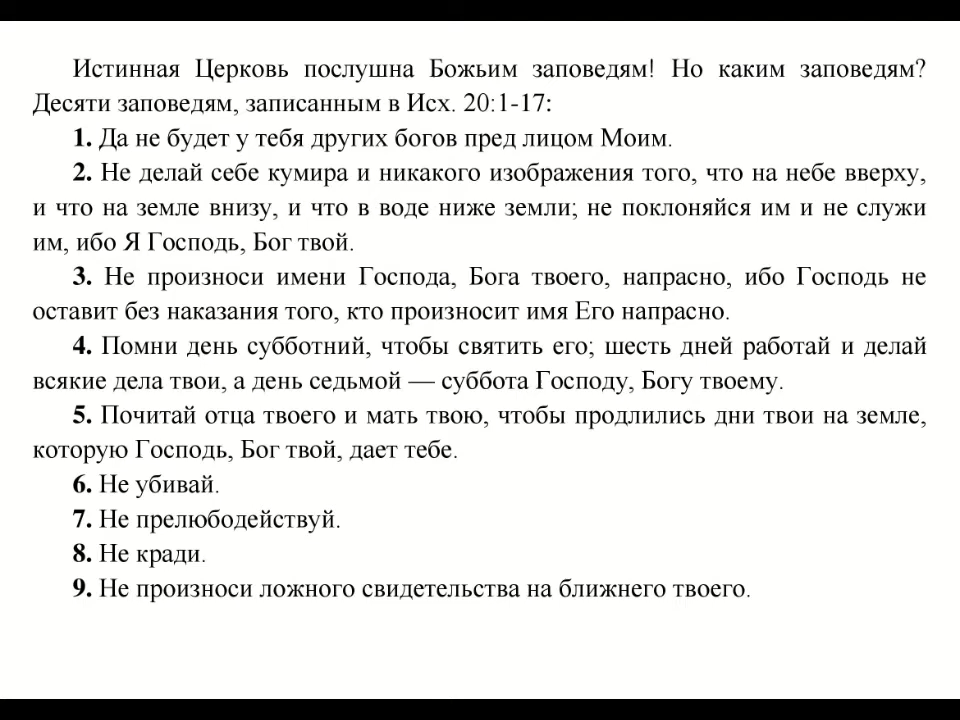 Истинная Церковь послушна Божьим заповедям! Но каким заповедям?
Десяти заповедям, записанным в Исх. 20:1-17:
1. Да не будет у тебя других богов пред лицом Моим.
2. Не делай себе кумира и никакого изображения того, что на небе вверху,
и что на земле внизу, и что в воде ниже земли; не поклоняйся им и не служи
им, ибо Я Господь, Бог твой.
3. Не произноси имени Господа, Бога твоего, напрасно, ибо Господь не
оставит без наказания того, кто произносит имя Его напрасно.
4. Помни день субботний, чтобы святить его; шесть дней работай и делай
всякие дела твои, а день седьмой — суббота Господу, Богу твоему.
5. Почитай отца твоего и мать твою, чтобы продлились дни твои на земле,
которую Господь, Бог твой, дает тебе.
6. Не убивай.
7. Не прелюбодействуй.
8. Не кради.
9. Не произноси ложного свидетельства на ближнего твоего.